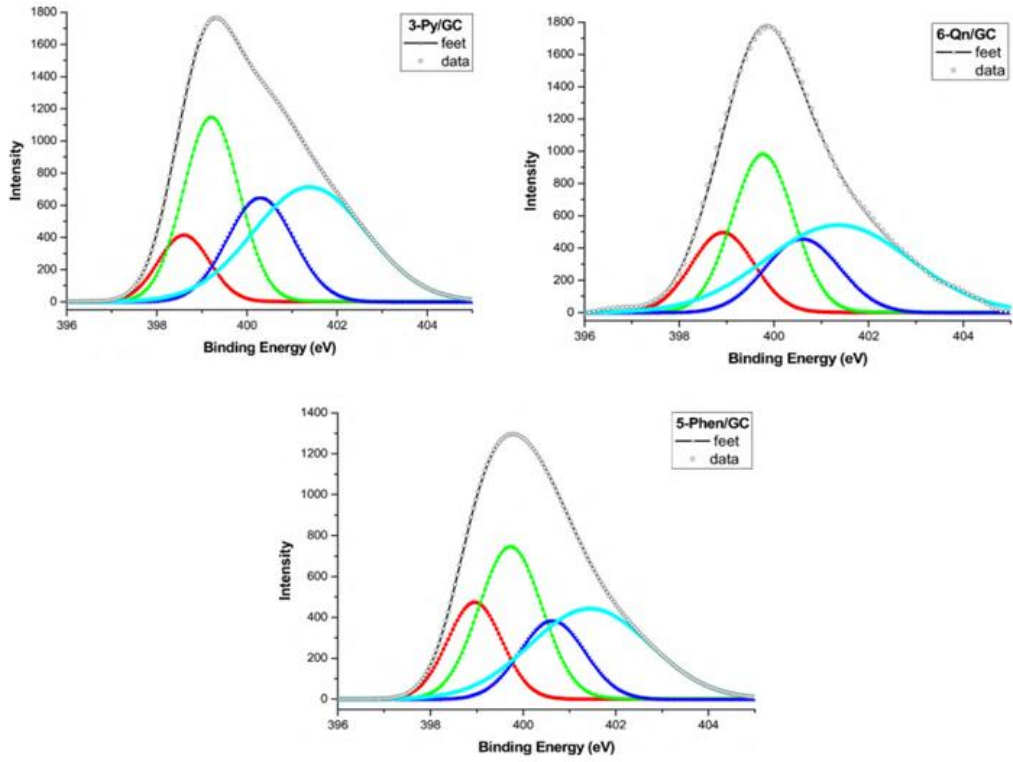 3-Py/GC
feet
data
1800
1600
1400
1200
1000
800
600
400
200
0
Intensity
396
398
400
402
404
Binding Energy (eV)
6-Qn/GC
feet
data
1800
1600
1400
1200
1000
800
600
400
200
0
Intensity
396
398
400
402
404
Binding Energy (eV)
5-Phen/GC
feet
data
1400
1200
1000
800
600
400
200
0
Intensity
396
398
400
402
404
Binding Energy (eV)